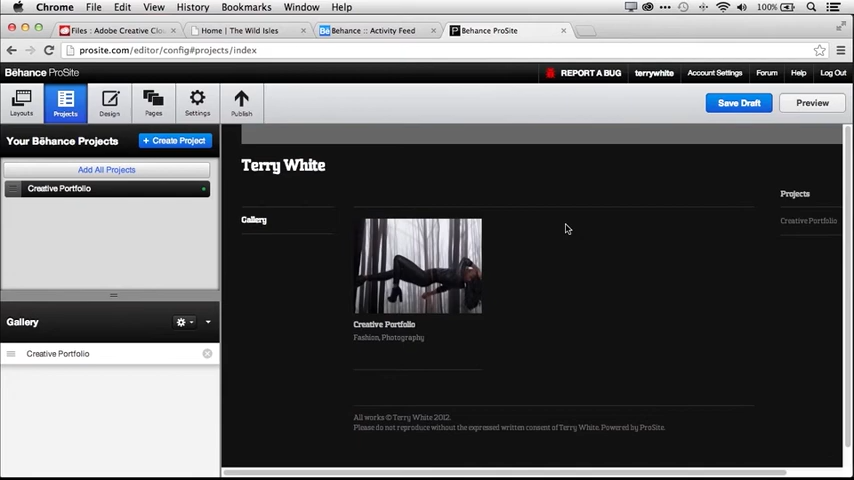 Chrome File Edit View History Bookmarks Window Help 100%
Files : Adobe Creative Clou Home | The Wild Isles Bē Behance :: Activity Feed P Behance ProSite
prosite.com/editor/config#projects/index
Bēhance ProSite REPORT A BUG terrywhite Account Settings Forum Help Log Out
Layouts Projects Design Pages Settings Publish Save Draft Preview
Your Bēhance Projects + Create Project
Add All Projects
Creative Portfolio
Gallery
Creative Portfolio
Terry White
Gallery
Creative Portfolio
Fashion, Photography
Projects
Creative Portfolio
All works © Terry White 2012.
Please do not reproduce without the expressed written consent of Terry White. Powered by ProSite.